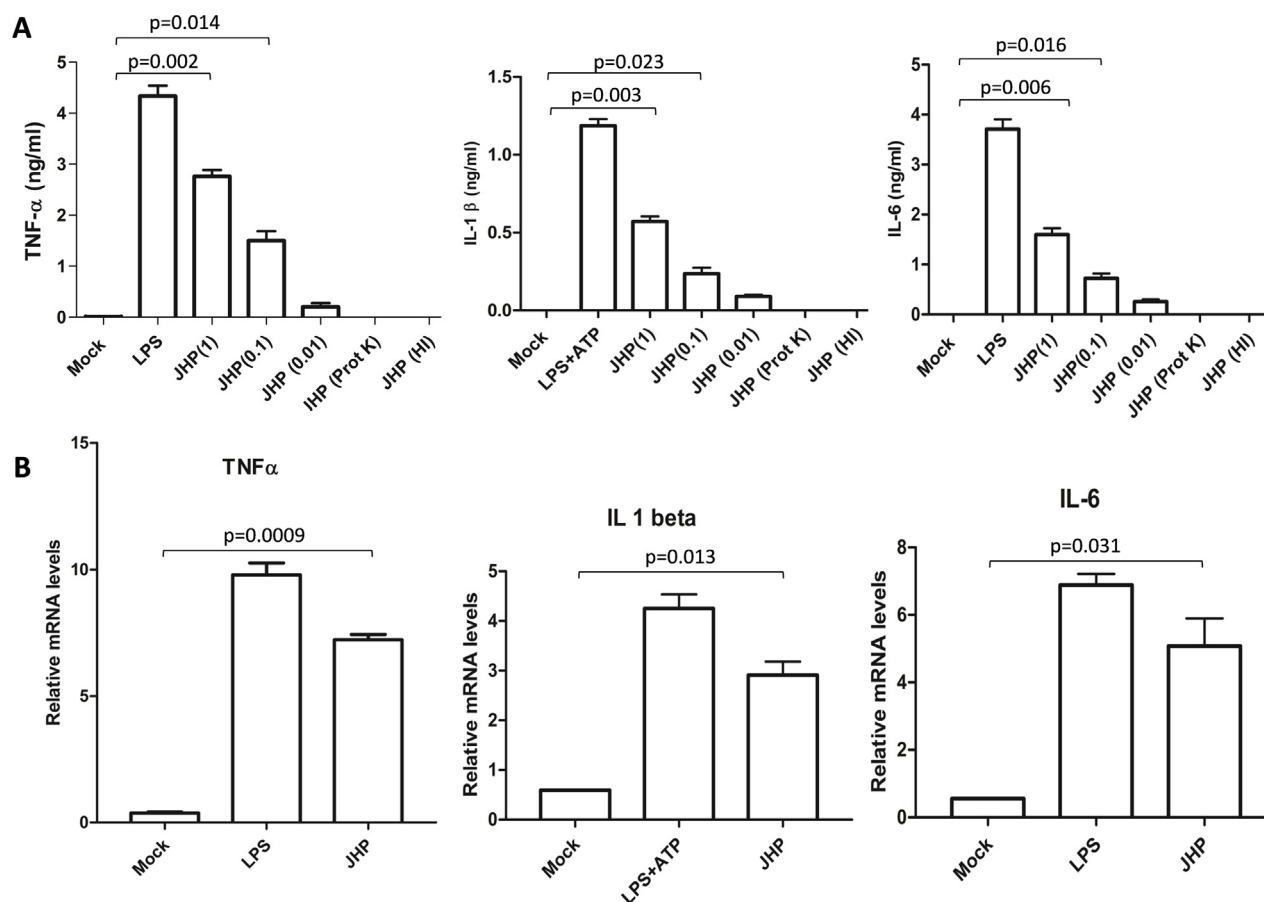 A
p=0.014
p=0.002
TNF-α (ng/ml)
5
4
3
2
1
0
Mock
LPS
JHP(1)
JHP(0.1)
JHP (0.01)
IHP (Prot K)
JHP (HI)
p=0.023
p=0.003
IL-1 β (ng/ml)
1.5
1.0
0.5
0.0
Mock
LPS+ATP
JHP(1)
JHP(0.1)
JHP (0.01)
JHP (Prot K)
JHP (HI)
p=0.016
p=0.006
IL-6 (ng/ml)
5
4
3
2
1
0
Mock
LPS
JHP(1)
JHP(0.1)
JHP (0.01)
JHP (Prot K)
JHP (HI)
B
TNFα
p=0.0009
Relative mRNA levels
15
10
5
0
Mock
LPS
JHP
IL 1 beta
p=0.013
Relative mRNA levels
5
4
3
2
1
0
Mock
LPS+ATP
JHP
IL-6
p=0.031
Relative mRNA levels
8
6
4
2
0
Mock
LPS
JHP